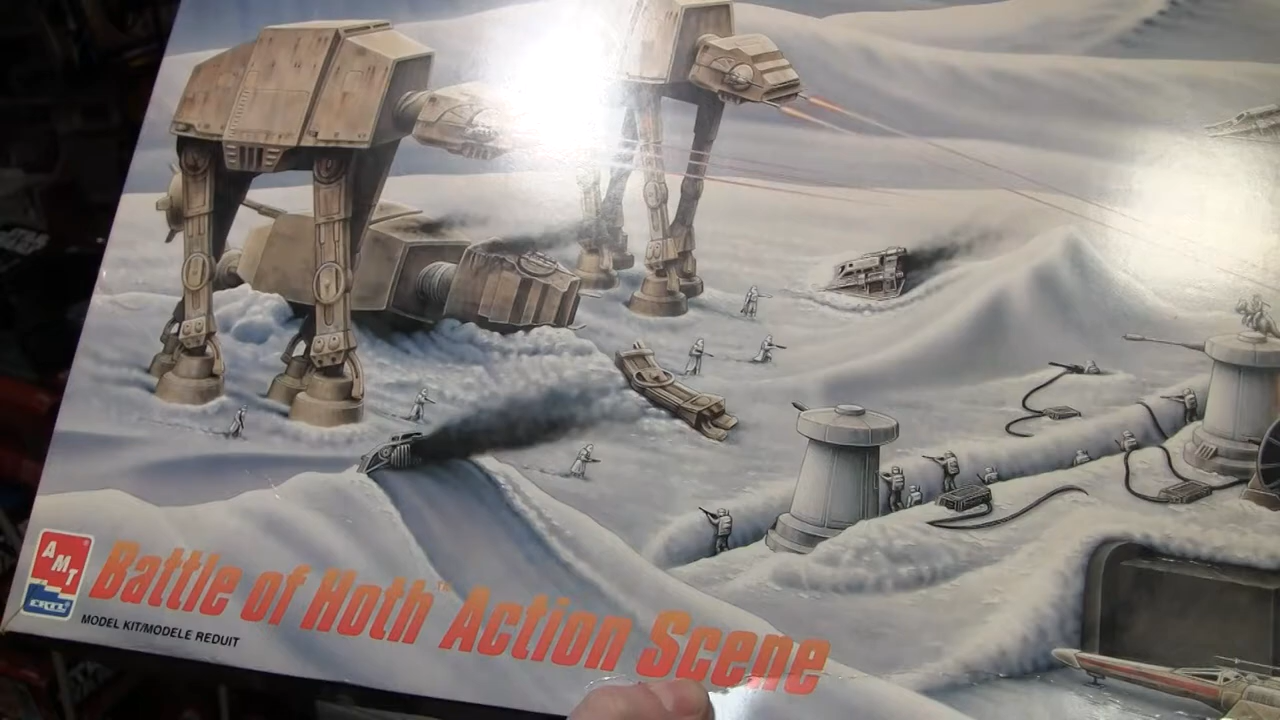 AMT
ERTL
Battle of Hoth™ Action Scene
MODEL KIT/MODELE REDUIT